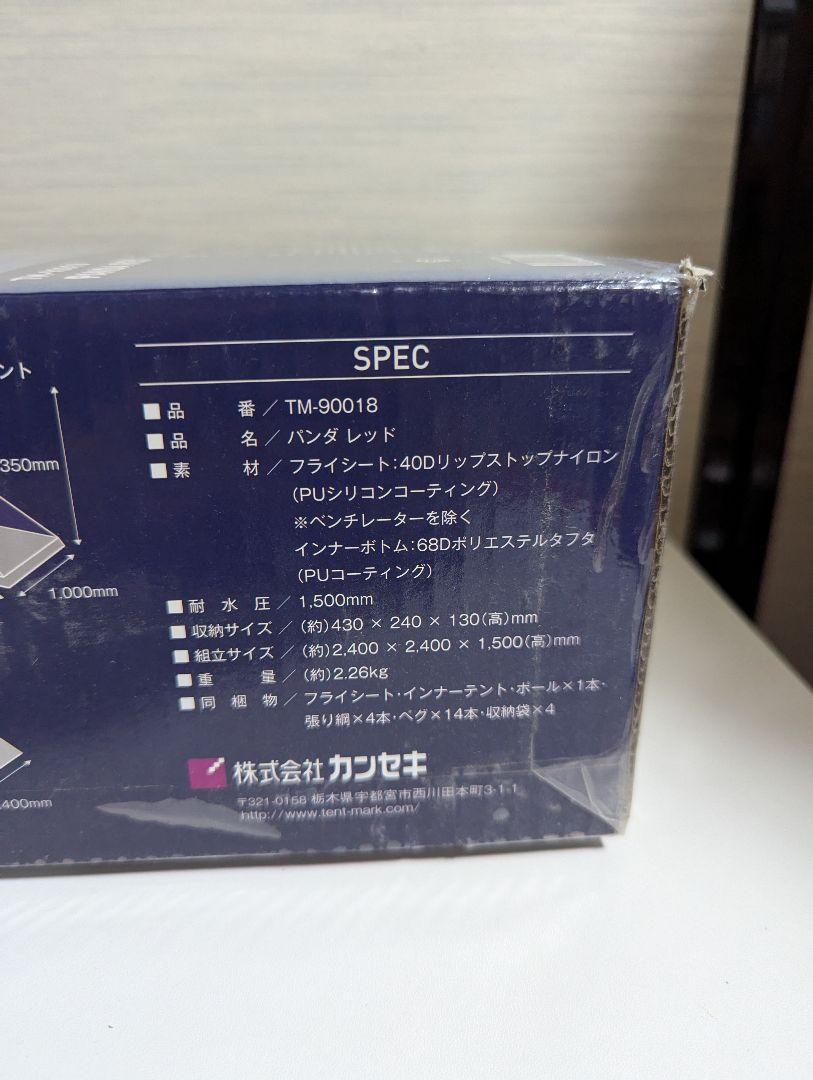 SPEC
■品 番／TM-90018
■品 名／パンダ レッド
■素 材／フライシート:40Dリップストップナイロン
(PUシリコンコーティング)
※ベンチレーターを除く
インナーボトム:68Dポリエステルタフタ
(PUコーティング)
■耐 水 圧／1,500mm
■収納サイズ／(約)430 × 240 × 130(高)mm
■組立サイズ／(約)2,400 × 2,400 × 1,500(高)mm
■重 量／(約)2.26kg
■同 梱 物／フライシート・インナーテント・ポール×1本・
張り綱×4本・ペグ×14本・収納袋×4
株式会社 カンセキ
〒321-0158 栃木県宇都宮市西川田本町3-1-1
http://www.tent-mark.com/
ント
350mm
1,000mm
,400mm